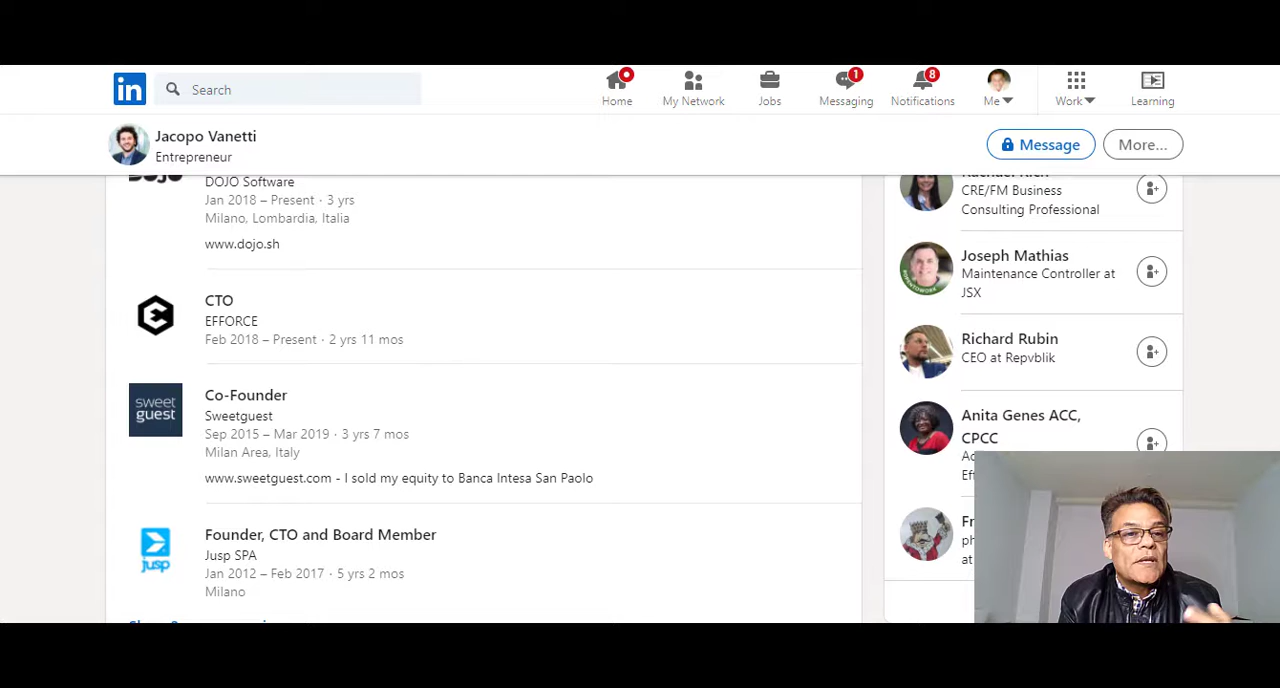 in
Search
Home
My Network
Jobs
1
Messaging
8
Notifications
Me
Work
Learning
Jacopo Vanetti
Entrepreneur
Message
More...
DOJO Software
Jan 2018 – Present · 3 yrs
Milano, Lombardia, Italia
www.dojo.sh
CTO
EFFORCE
Feb 2018 – Present · 2 yrs 11 mos
sweet
guest
Co-Founder
Sweetguest
Sep 2015 – Mar 2019 · 3 yrs 7 mos
Milan Area, Italy
www.sweetguest.com - I sold my equity to Banca Intesa San Paolo
jusp
Founder, CTO and Board Member
Jusp SPA
Jan 2012 – Feb 2017 · 5 yrs 2 mos
Milano
CRE/FM Business
Consulting Professional
Joseph Mathias
Maintenance Controller at
JSX
Richard Rubin
CEO at Repvblik
Anita Genes ACC,
CPCC